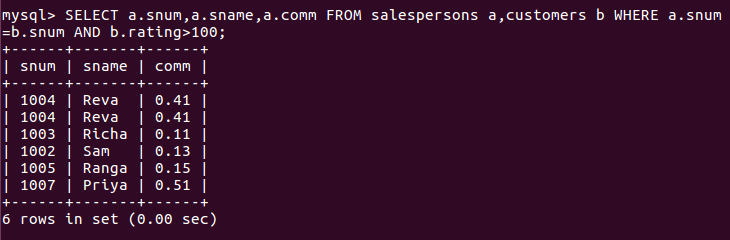 mysql> SELECT a.snum,a.sname,a.comm FROM salespersons a,customers b WHERE a.snum
=b.snum AND b.rating>100;
+------+-------+------+
| snum | sname | comm |
+------+-------+------+
| 1004 | Reva  | 0.41 |
| 1004 | Reva  | 0.41 |
| 1003 | Richa | 0.11 |
| 1002 | Sam   | 0.13 |
| 1005 | Ranga | 0.15 |
| 1007 | Priya | 0.51 |
+------+-------+------+
6 rows in set (0.00 sec)